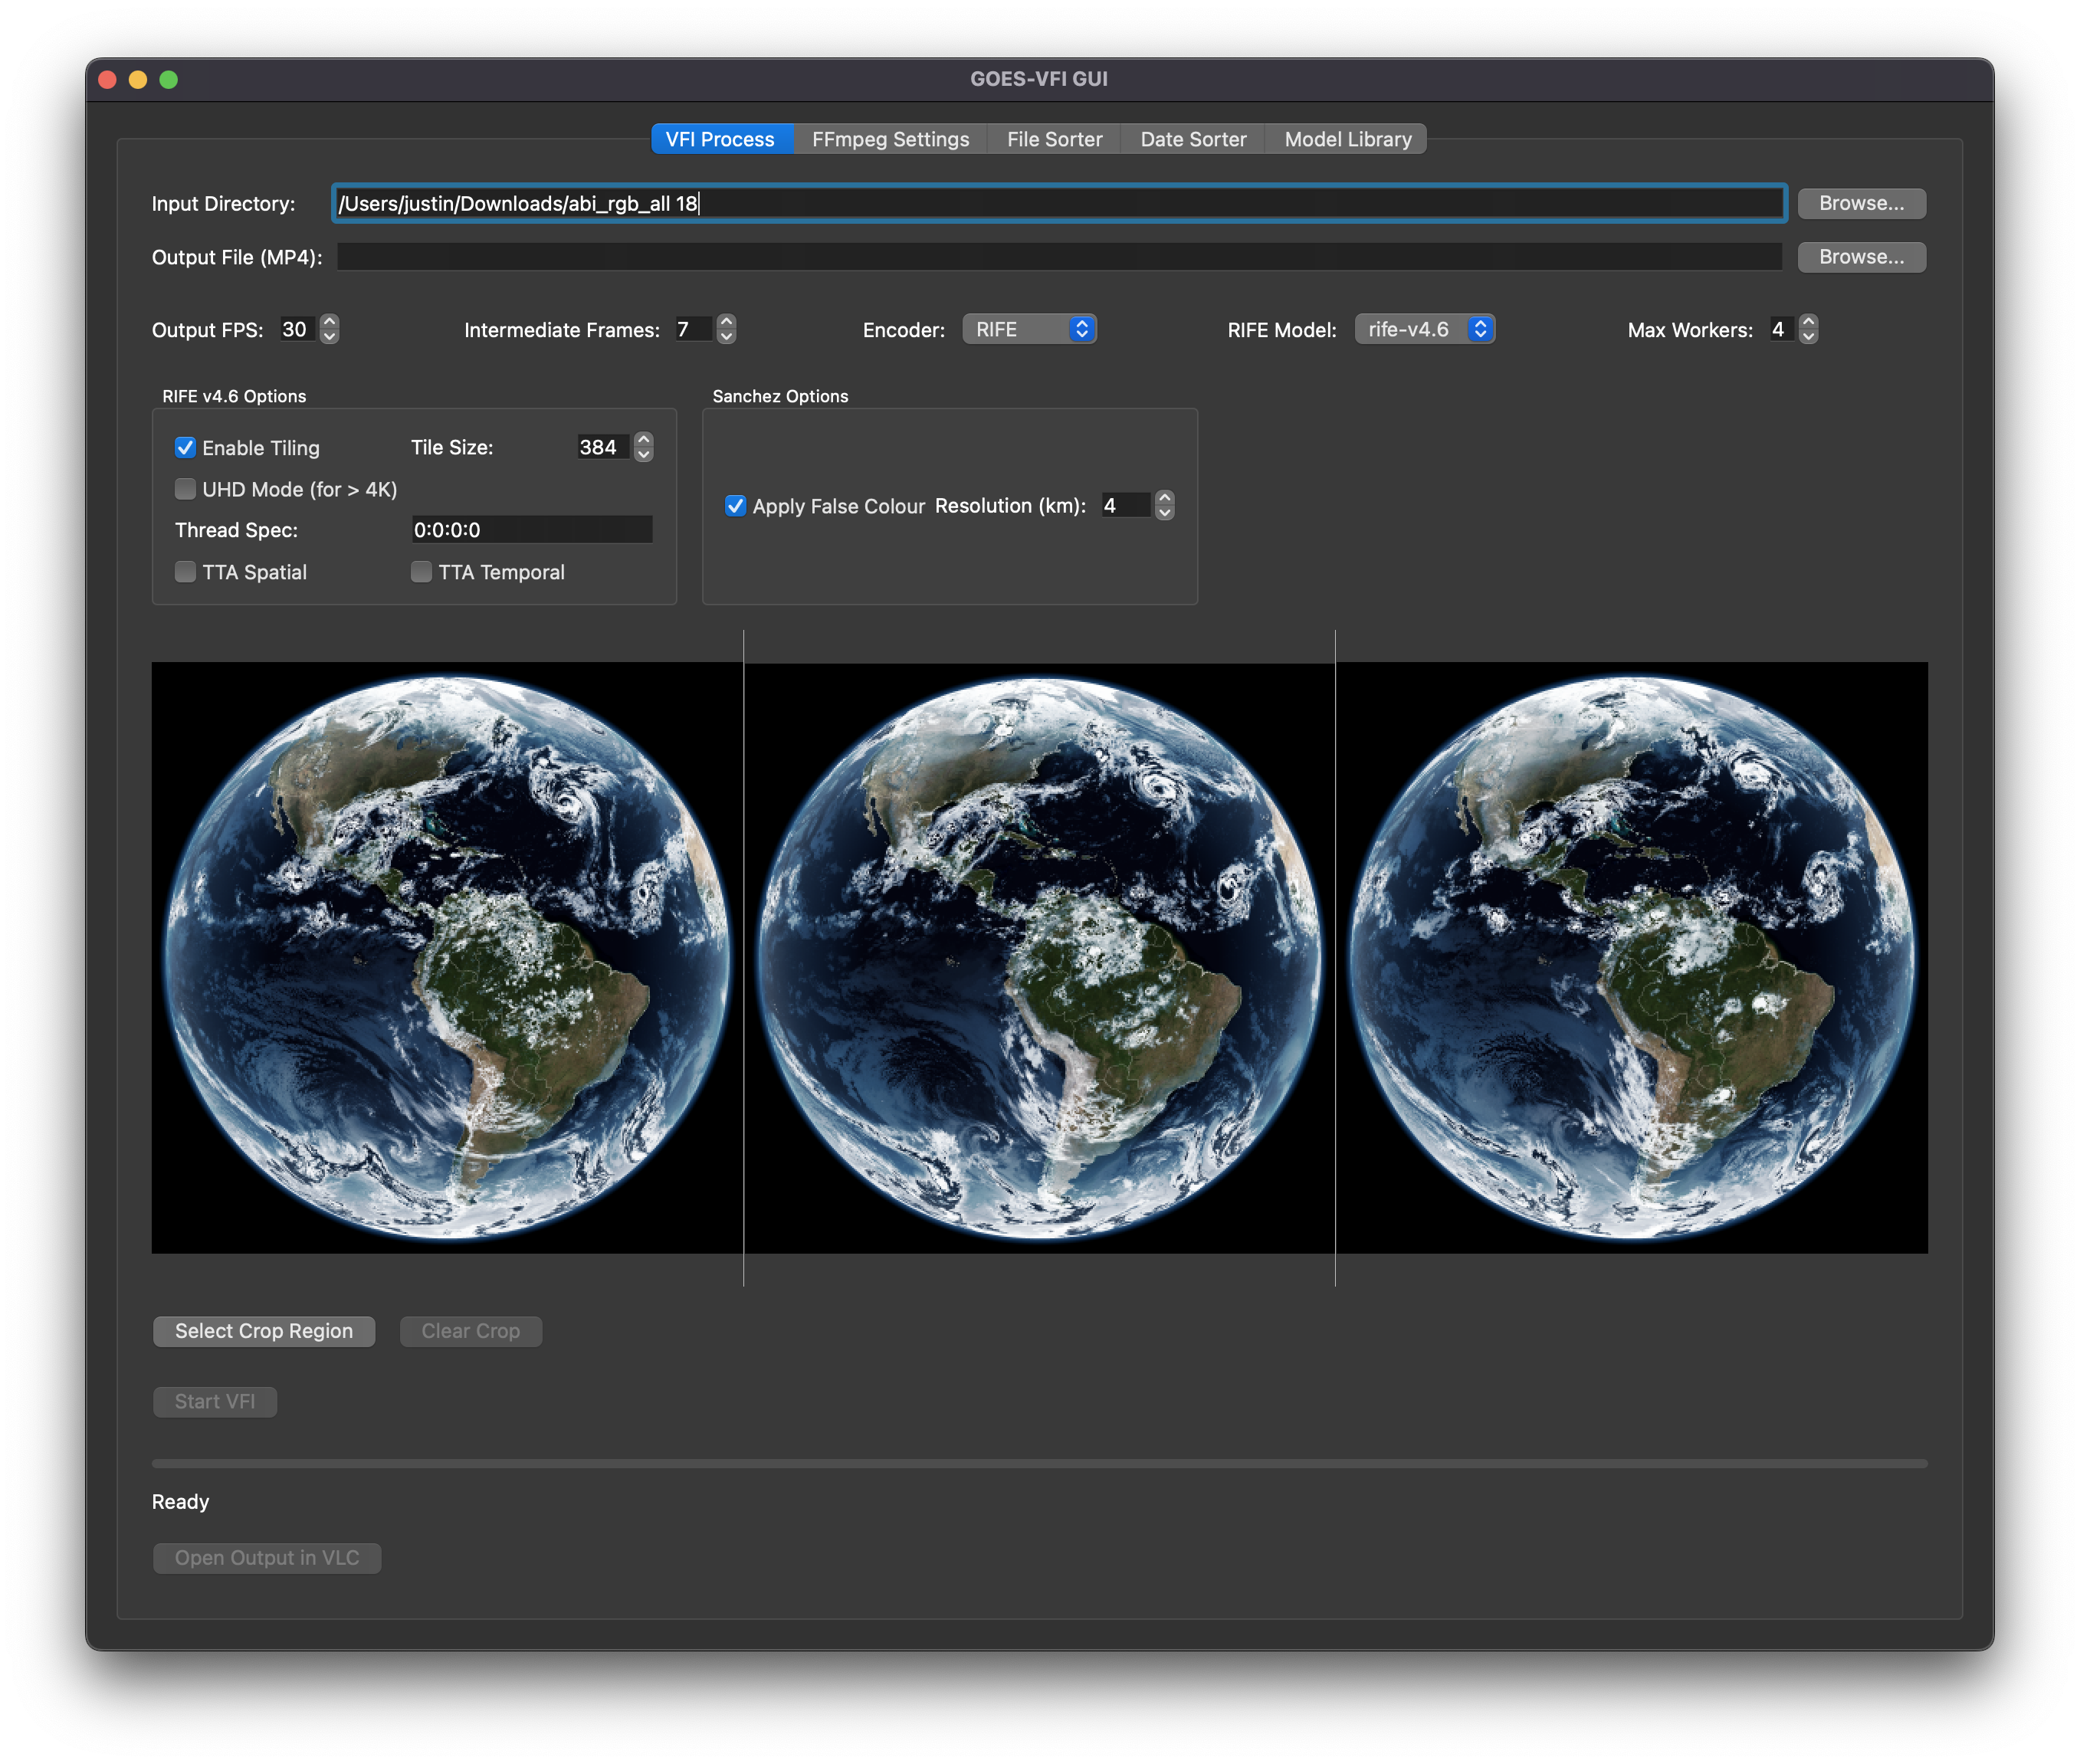 GOES-VFI GUI
VFI Process FFmpeg Settings File Sorter Date Sorter Model Library
Input Directory: /Users/justin/Downloads/abi_rgb_all 18 Browse...
Output File (MP4): Browse...
Output FPS: 30 Intermediate Frames: 7 Encoder: RIFE RIFE Model: rife-v4.6 Max Workers: 4
RIFE v4.6 Options Sanchez Options
Enable Tiling Tile Size: 384
UHD Mode (for > 4K)
Apply False Colour Resolution (km): 4
Thread Spec: 0:0:0:0
TTA Spatial TTA Temporal
Select Crop Region Clear Crop
Start VFI
Ready
Open Output in VLC